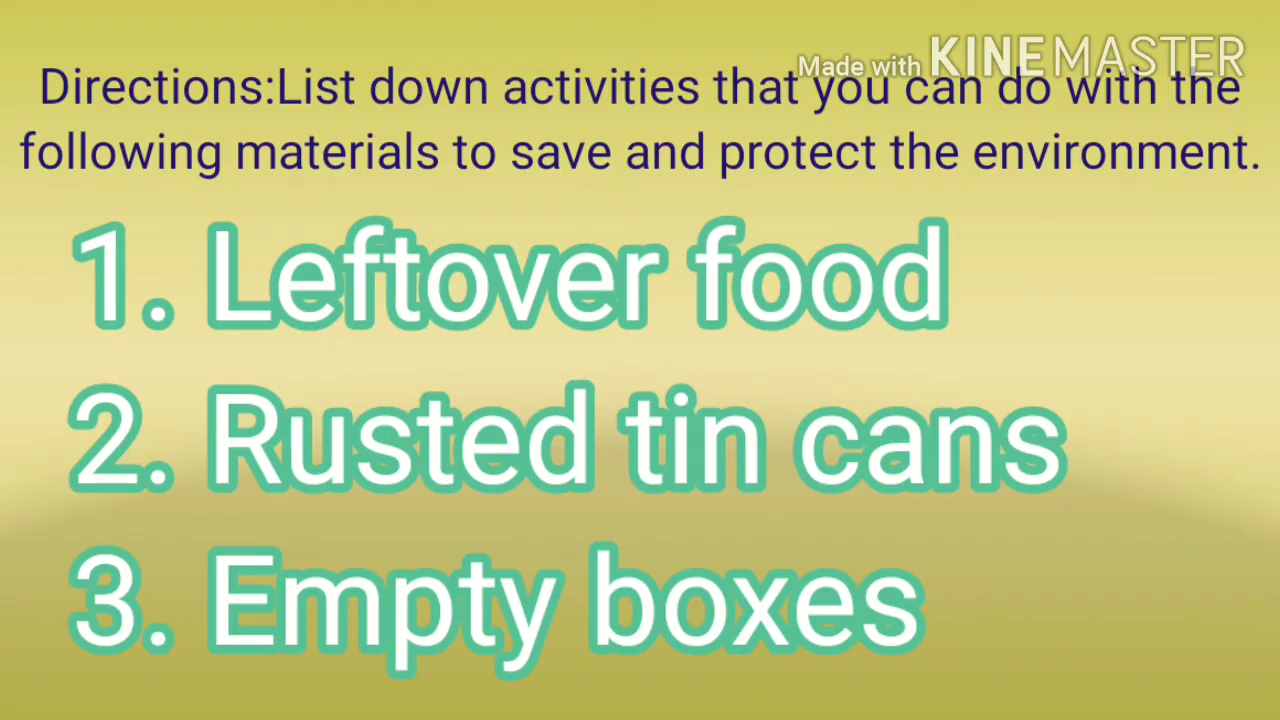 Made with KINEMASTER
Directions:List down activities that you can do with the
following materials to save and protect the environment.
1. Leftover food
2. Rusted tin cans
3. Empty boxes